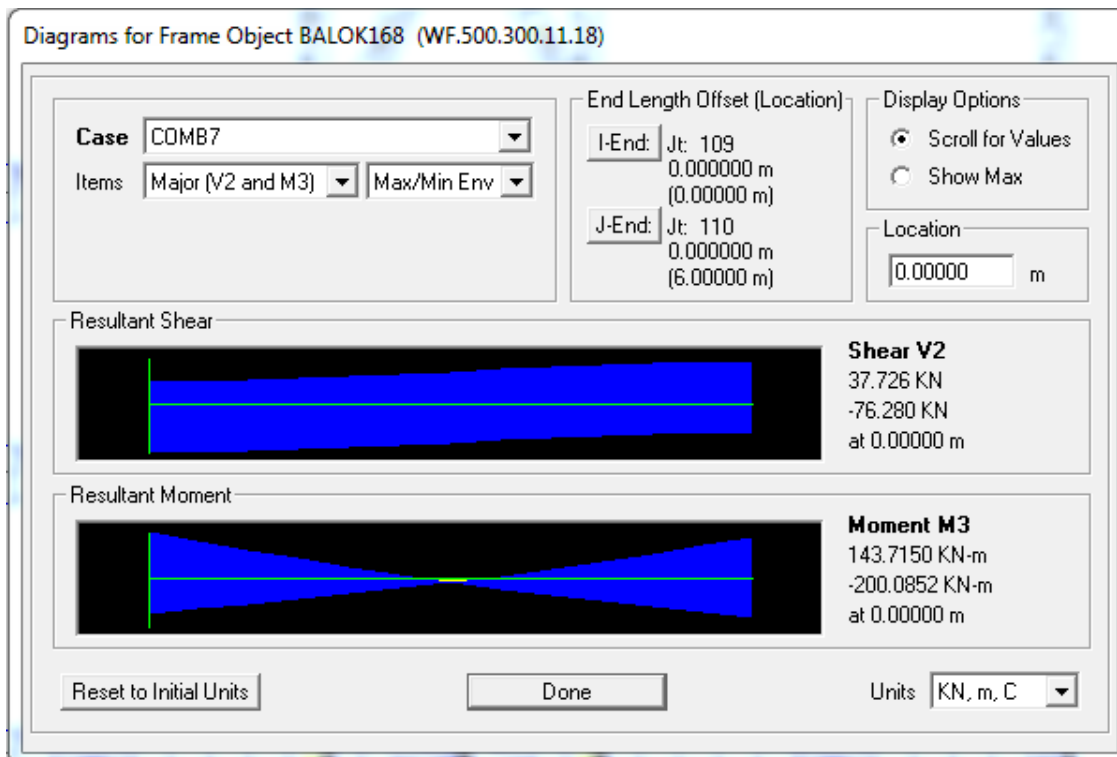 Diagrams for Frame Object BALOK168 (WF.500.300.11.18)
Case COMB7
Items Major (V2 and M3) Max/Min Env
End Length Offset (Location)
I-End: Jt: 109
0.000000 m
(0.00000 m)
J-End: Jt: 110
0.000000 m
(6.00000 m)
Display Options
Scroll for Values
Show Max
Location
0.00000 m
Resultant Shear
Shear V2
37.726 KN
-76.280 KN
at 0.00000 m
Resultant Moment
Moment M3
143.7150 KN-m
-200.0852 KN-m
at 0.00000 m
Reset to Initial Units
Done
Units KN, m, C